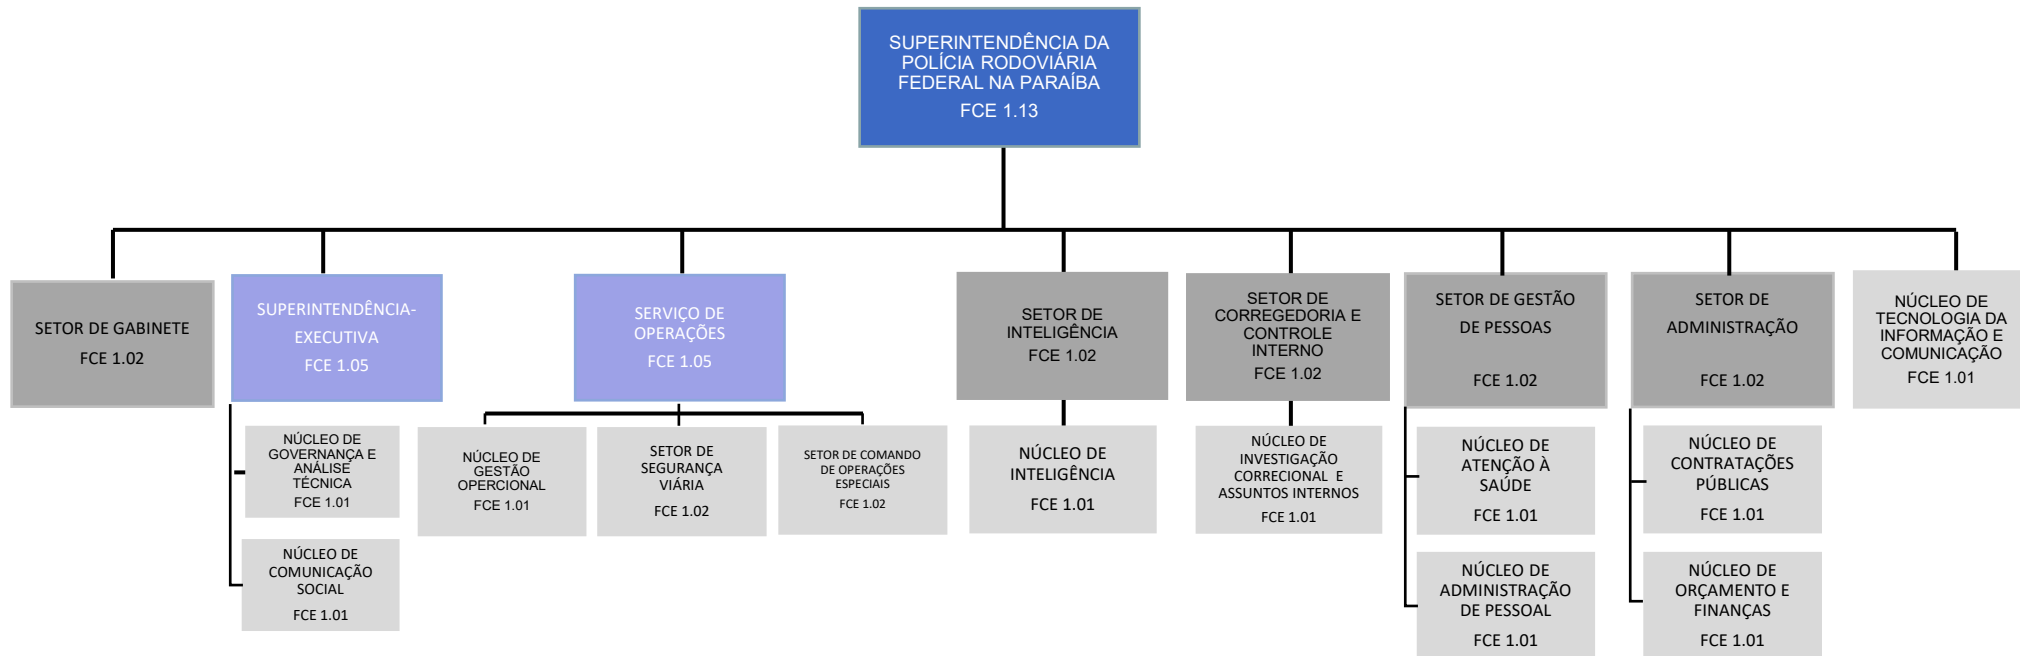 SUPERINTENDÊNCIA DA
POLÍCIA RODOVIÁRIA
FEDERAL NA PARAÍBA
FCE 1.13
SETOR DE GABINETE
FCE 1.02
SUPERINTENDÊNCIA-
EXECUTIVA
FCE 1.05
SERVIÇO DE
OPERAÇÕES
FCE 1.05
SETOR DE
INTELIGÊNCIA
FCE 1.02
SETOR DE
CORREGEDORIA E
CONTROLE
INTERNO
FCE 1.02
SETOR DE GESTÃO
DE PESSOAS
FCE 1.02
SETOR DE
ADMINISTRAÇÃO
FCE 1.02
NÚCLEO DE
TECNOLOGIA DA
INFORMAÇÃO E
COMUNICAÇÃO
FCE 1.01
NÚCLEO DE
GOVERNANÇA E
ANÁLISE
TÉCNICA
FCE 1.01
NÚCLEO DE
GESTÃO
OPERCIONAL
FCE 1.01
SETOR DE
SEGURANÇA
VIÁRIA
FCE 1.02
SETOR DE COMANDO
DE OPERAÇÕES
ESPECIAIS
FCE 1.02
NÚCLEO DE
INTELIGÊNCIA
FCE 1.01
NÚCLEO DE
INVESTIGAÇÃO
CORRECIONAL E
ASSUNTOS INTERNOS
FCE 1.01
NÚCLEO DE
ATENÇÃO À
SAÚDE
FCE 1.01
NÚCLEO DE
CONTRATAÇÕES
PÚBLICAS
FCE 1.01
NÚCLEO DE
COMUNICAÇÃO
SOCIAL
FCE 1.01
NÚCLEO DE
ADMINISTRAÇÃO
DE PESSOAL
FCE 1.01
NÚCLEO DE
ORÇAMENTO E
FINANÇAS
FCE 1.01